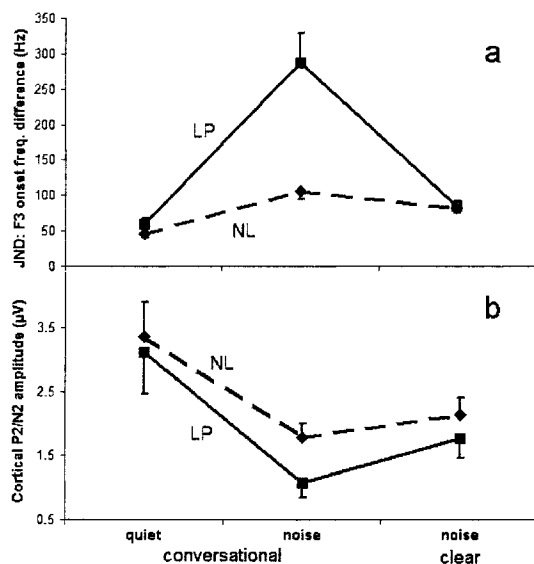 JND: F3 onset freq. difference (Hz)
350
300
250
200
150
100
50
0
a
LP
NL
Cortical P2/N2 amplitude (µV)
3.5
2.5
1.5
0.5
b
NL
LP
quiet noise noise
conversational clear